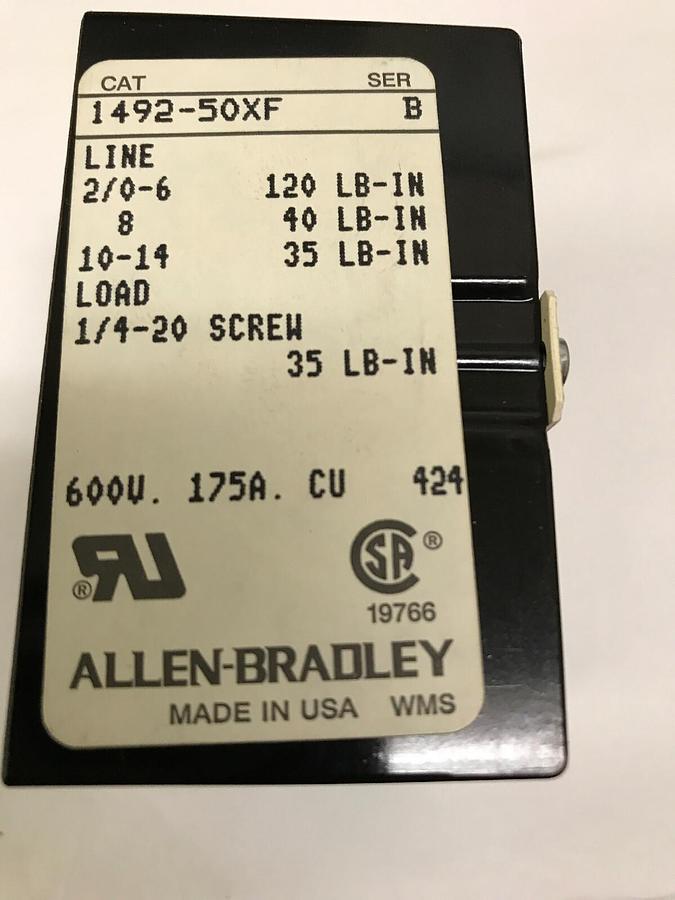 CAT SER
1492-50XF B
LINE
2/0-6 120 LB-IN
8 40 LB-IN
10-14 35 LB-IN
LOAD
1/4-20 SCREW
35 LB-IN
600V. 175A. CU 424
RU® SA®
19766
ALLEN-BRADLEY
MADE IN USA WMS